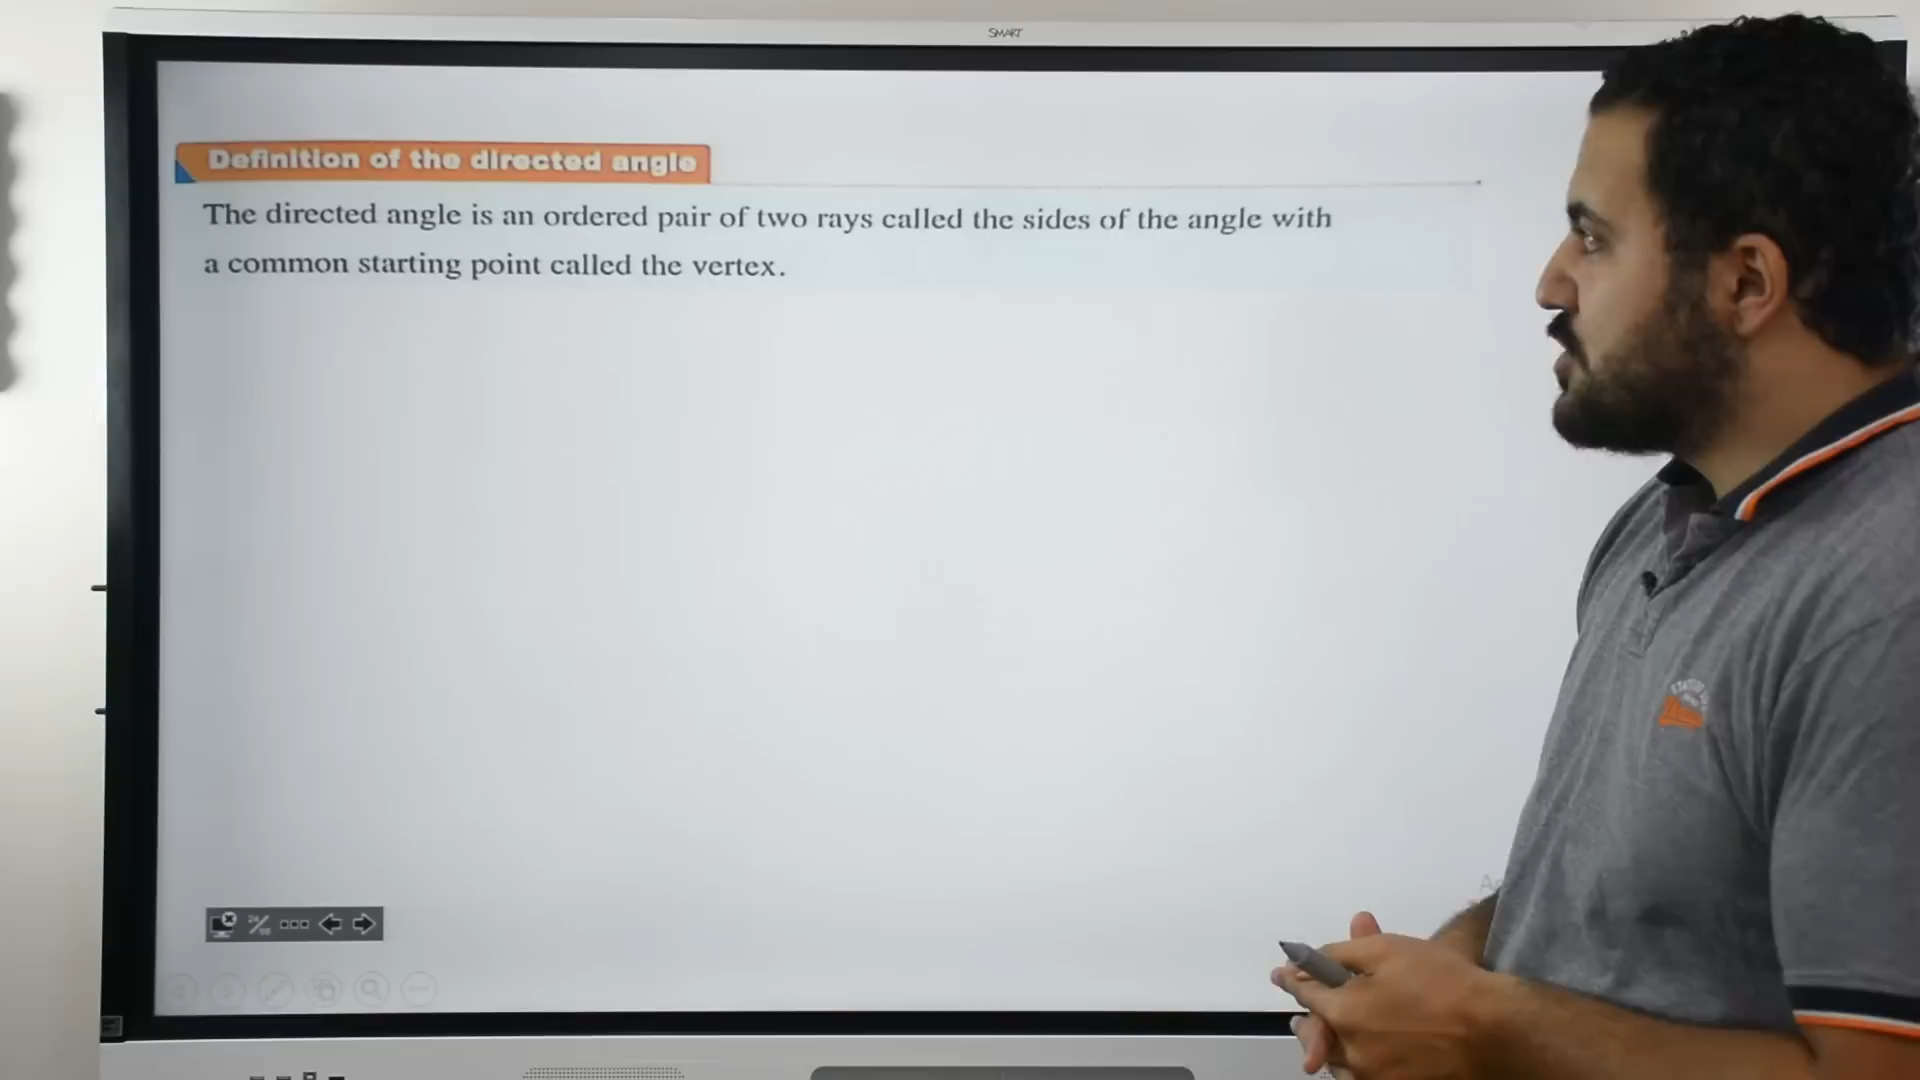 SMART
Definition of the directed angle
The directed angle is an ordered pair of two rays called the sides of the angle with
a common starting point called the vertex.